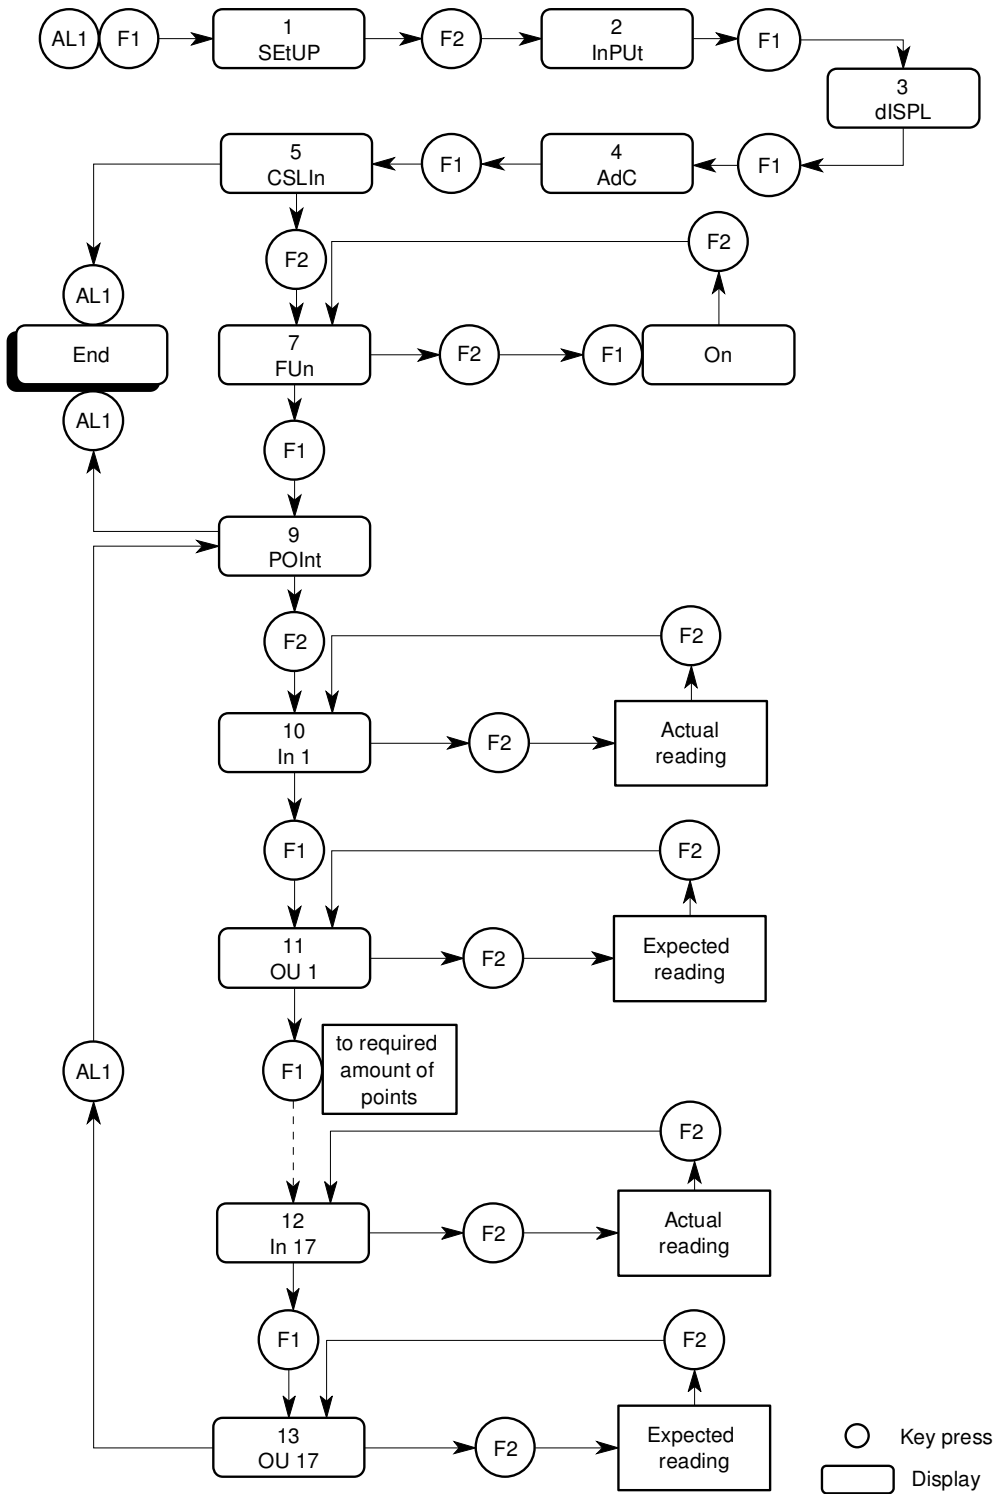 AL1 F1 1 F2 2 F1
SEtUP InPUt
3
dISPL
5 F1 4 F1
CSLIn AdC
F2 F2
AL1
End 7 F2 F1 On
FUn
AL1
F1
9
POInt
F2 F2
10 F2 Actual
In 1 reading
F1 F2
11 F2 Expected
OU 1 reading
AL1 F1 to required
amount of
points
F2
12 F2 Actual
In 17 reading
F1 F2
13 F2 Expected
OU 17 reading
Key press
Display